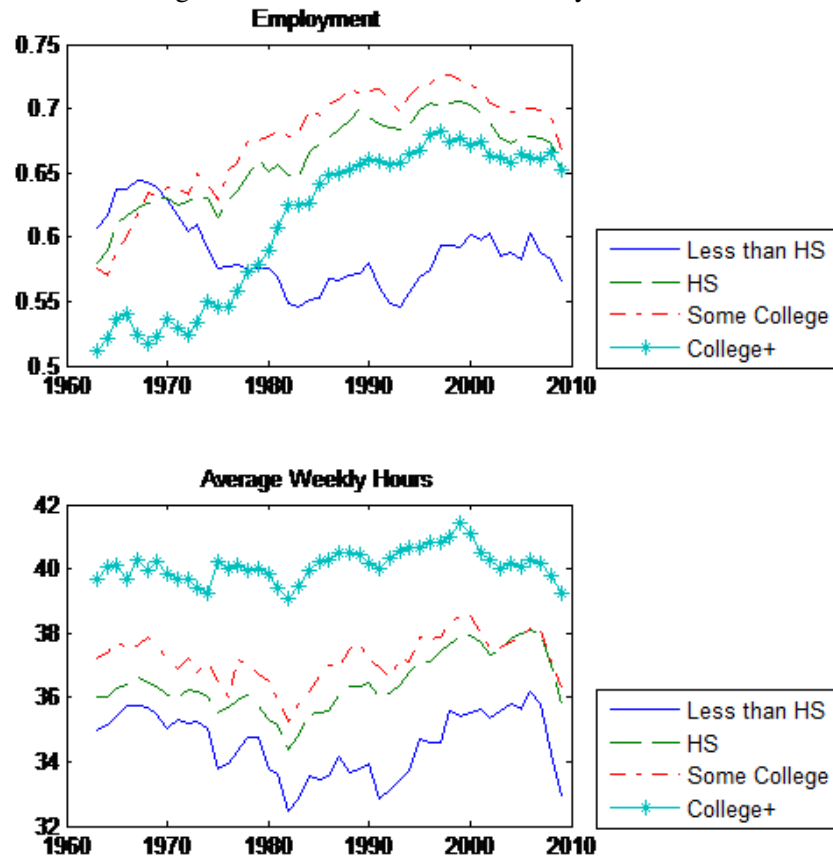 Employment
0.75
0.7
0.65
0.6
0.55
0.5
1960 1970 1980 1990 2000 2010
Less than HS
HS
Some College
College+
Average Weekly Hours
42
40
38
36
34
32
1960 1970 1980 1990 2000 2010
Less than HS
HS
Some College
College+